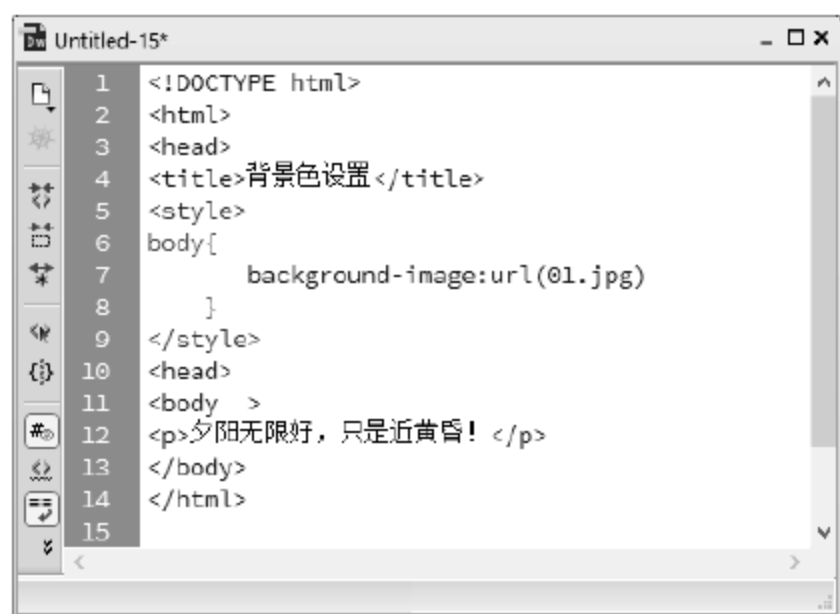 Untitled-15*
1 <!DOCTYPE html>
2 <html>
3 <head>
4 <title>背景色设置</title>
5 <style>
6 body{
7 background-image:url(01.jpg)
8 }
9 </style>
10 <head>
11 <body  >
12 <p>夕阳无限好，只是近黄昏！</p>
13 </body>
14 </html>
15